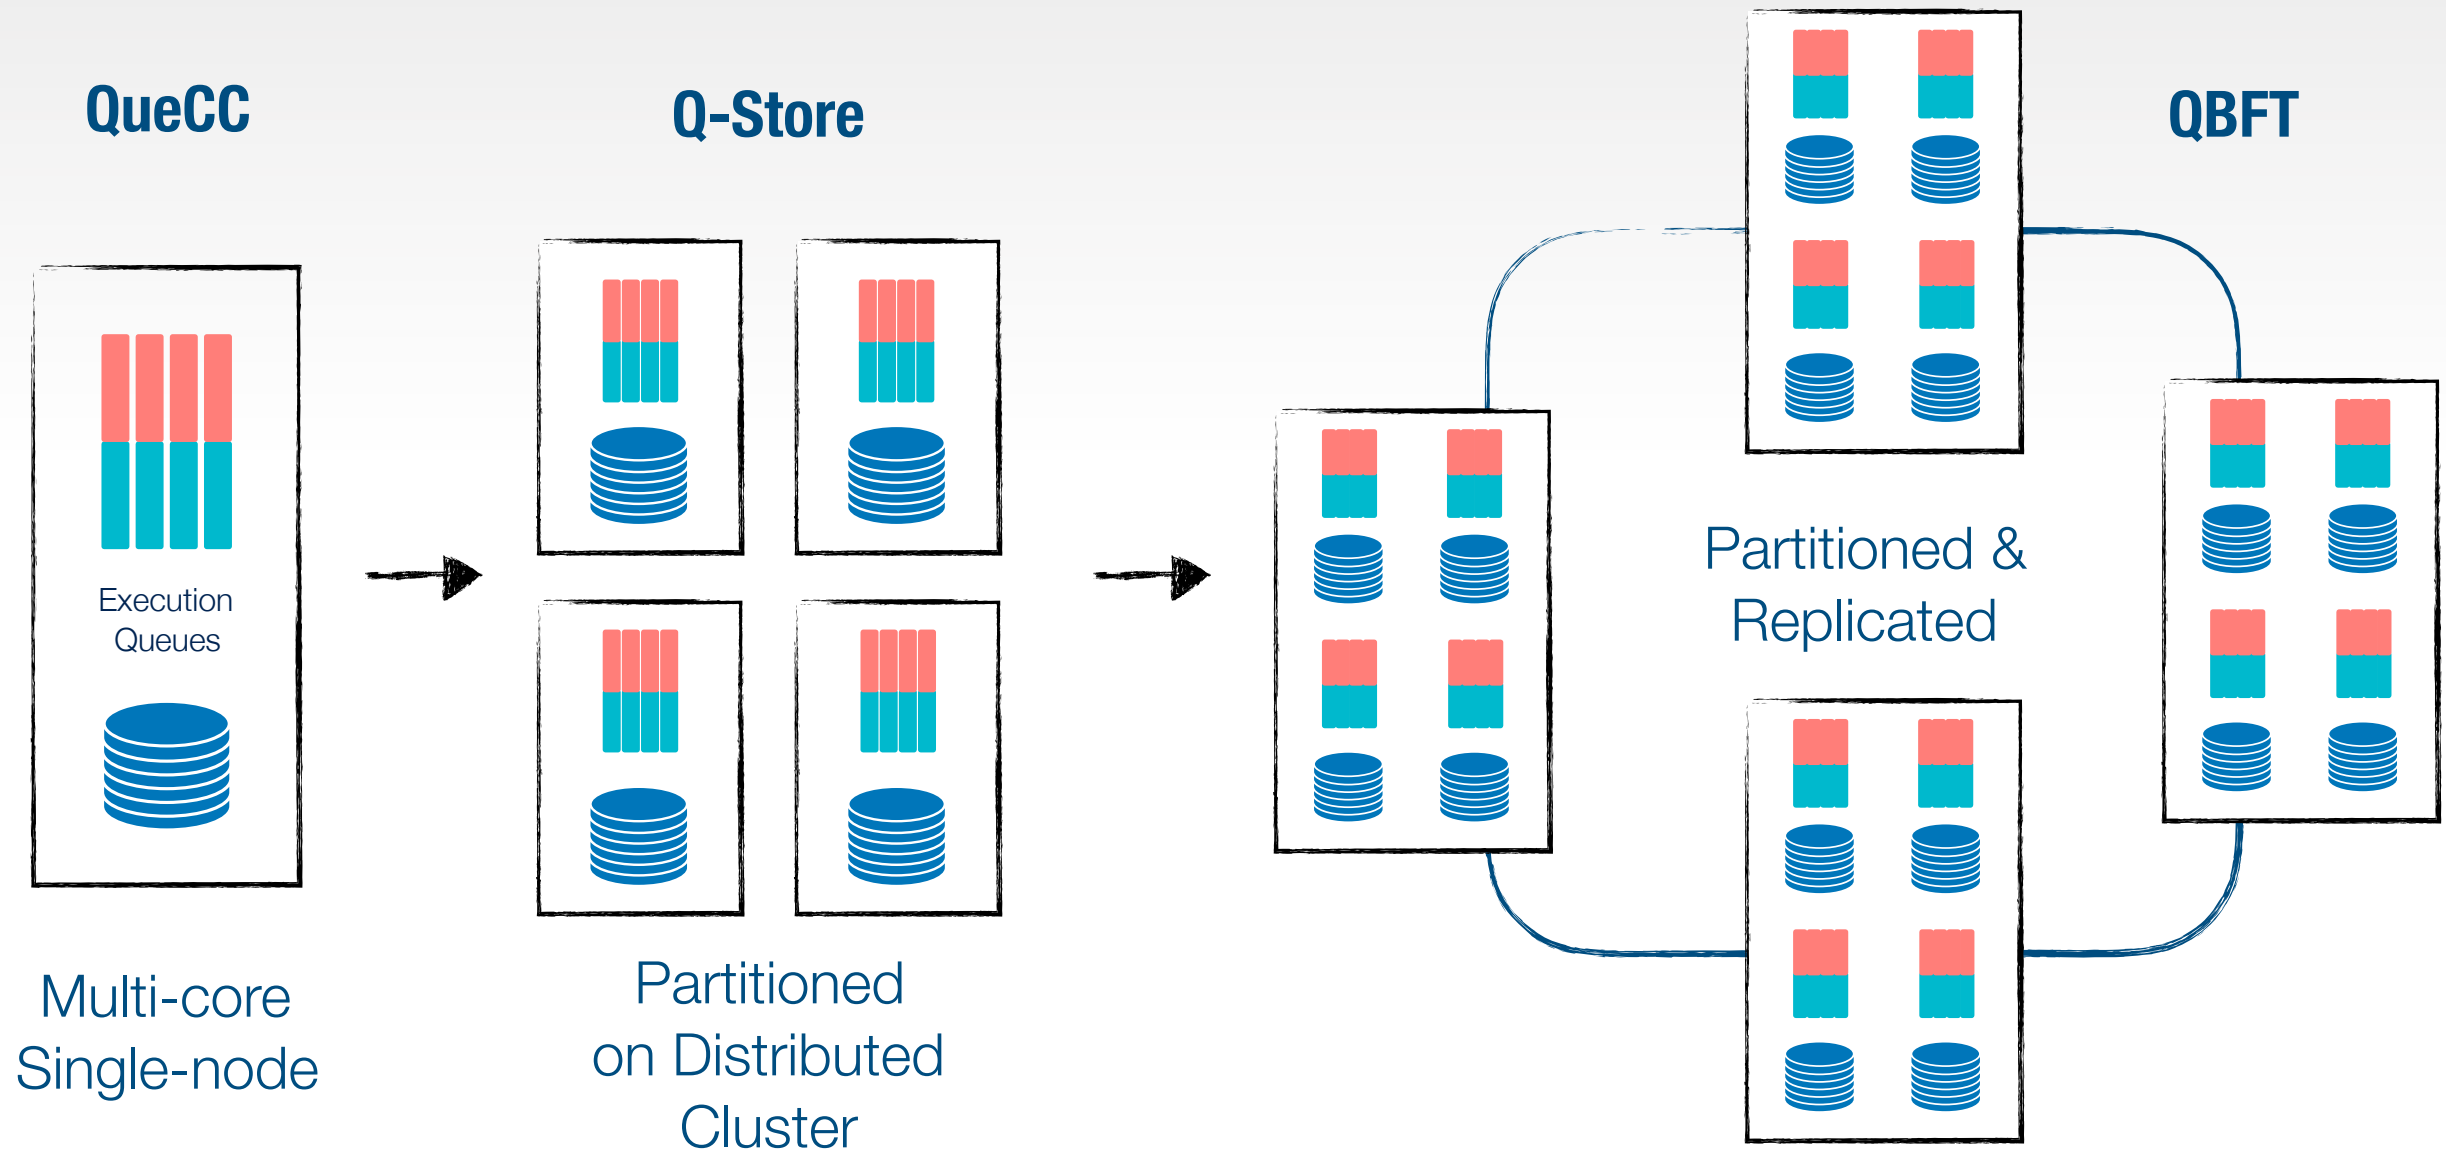 QueCC
Execution
Queues
Multi-core
Single-node
Q-Store
Partitioned
on Distributed
Cluster
QBFT
Partitioned &
Replicated